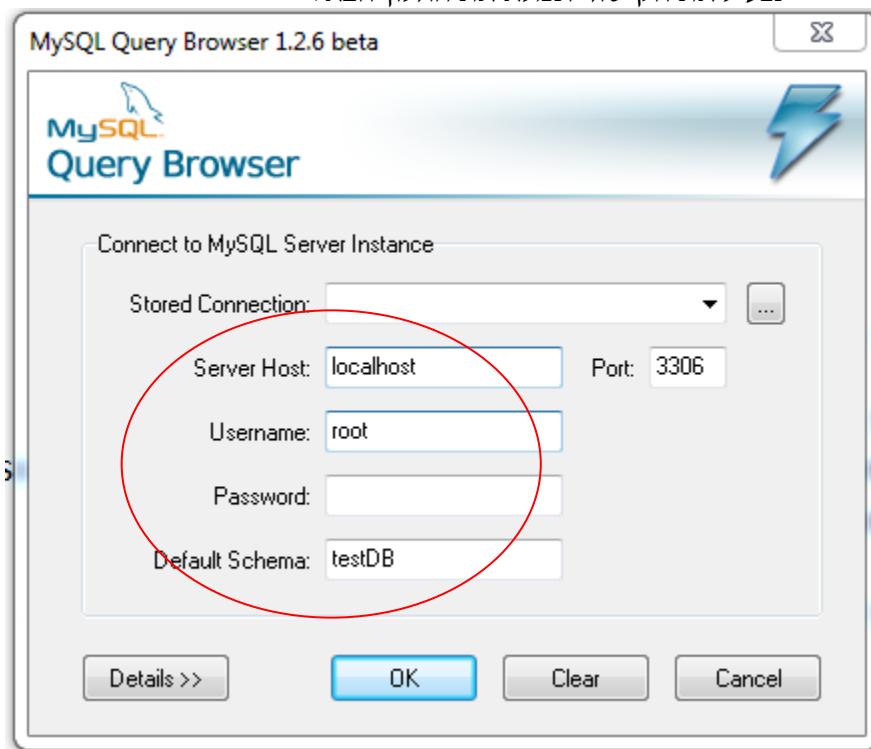 MySQL Query Browser 1.2.6 beta
MySQL
Query Browser
Connect to MySQL Server Instance
Stored Connection:
...
Server Host: localhost Port: 3306
Username: root
Password:
Default Schema: testDB
Details >> OK Clear Cancel